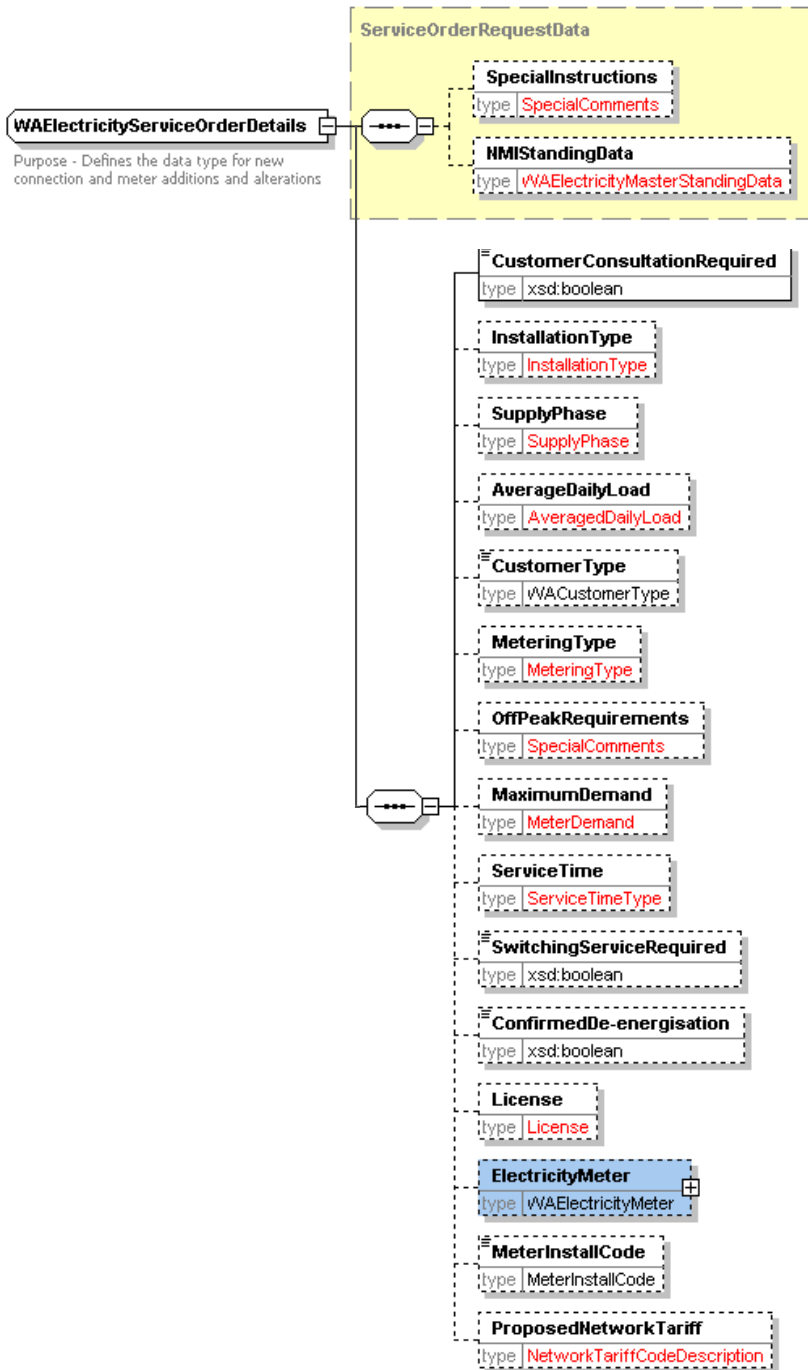 ServiceOrderRequestData
SpecialInstructions
type SpecialComments
WAElectricityServiceOrderDetails
Purpose - Defines the data type for new
connection and meter additions and alterations
NMIStandingData
type WAElectricityMasterStandingData
CustomerConsultationRequired
type xsd:boolean
InstallationType
type InstallationType
SupplyPhase
type SupplyPhase
AverageDailyLoad
type AveragedDailyLoad
CustomerType
type WACustomerType
MeteringType
type MeteringType
OffPeakRequirements
type SpecialComments
MaximumDemand
type MeterDemand
ServiceTime
type ServiceTimeType
SwitchingServiceRequired
type xsd:boolean
ConfirmedDe-energisation
type xsd:boolean
License
type License
ElectricityMeter
type WAElectricityMeter
MeterInstallCode
type MeterInstallCode
ProposedNetworkTariff
type NetworkTariffCodeDescription